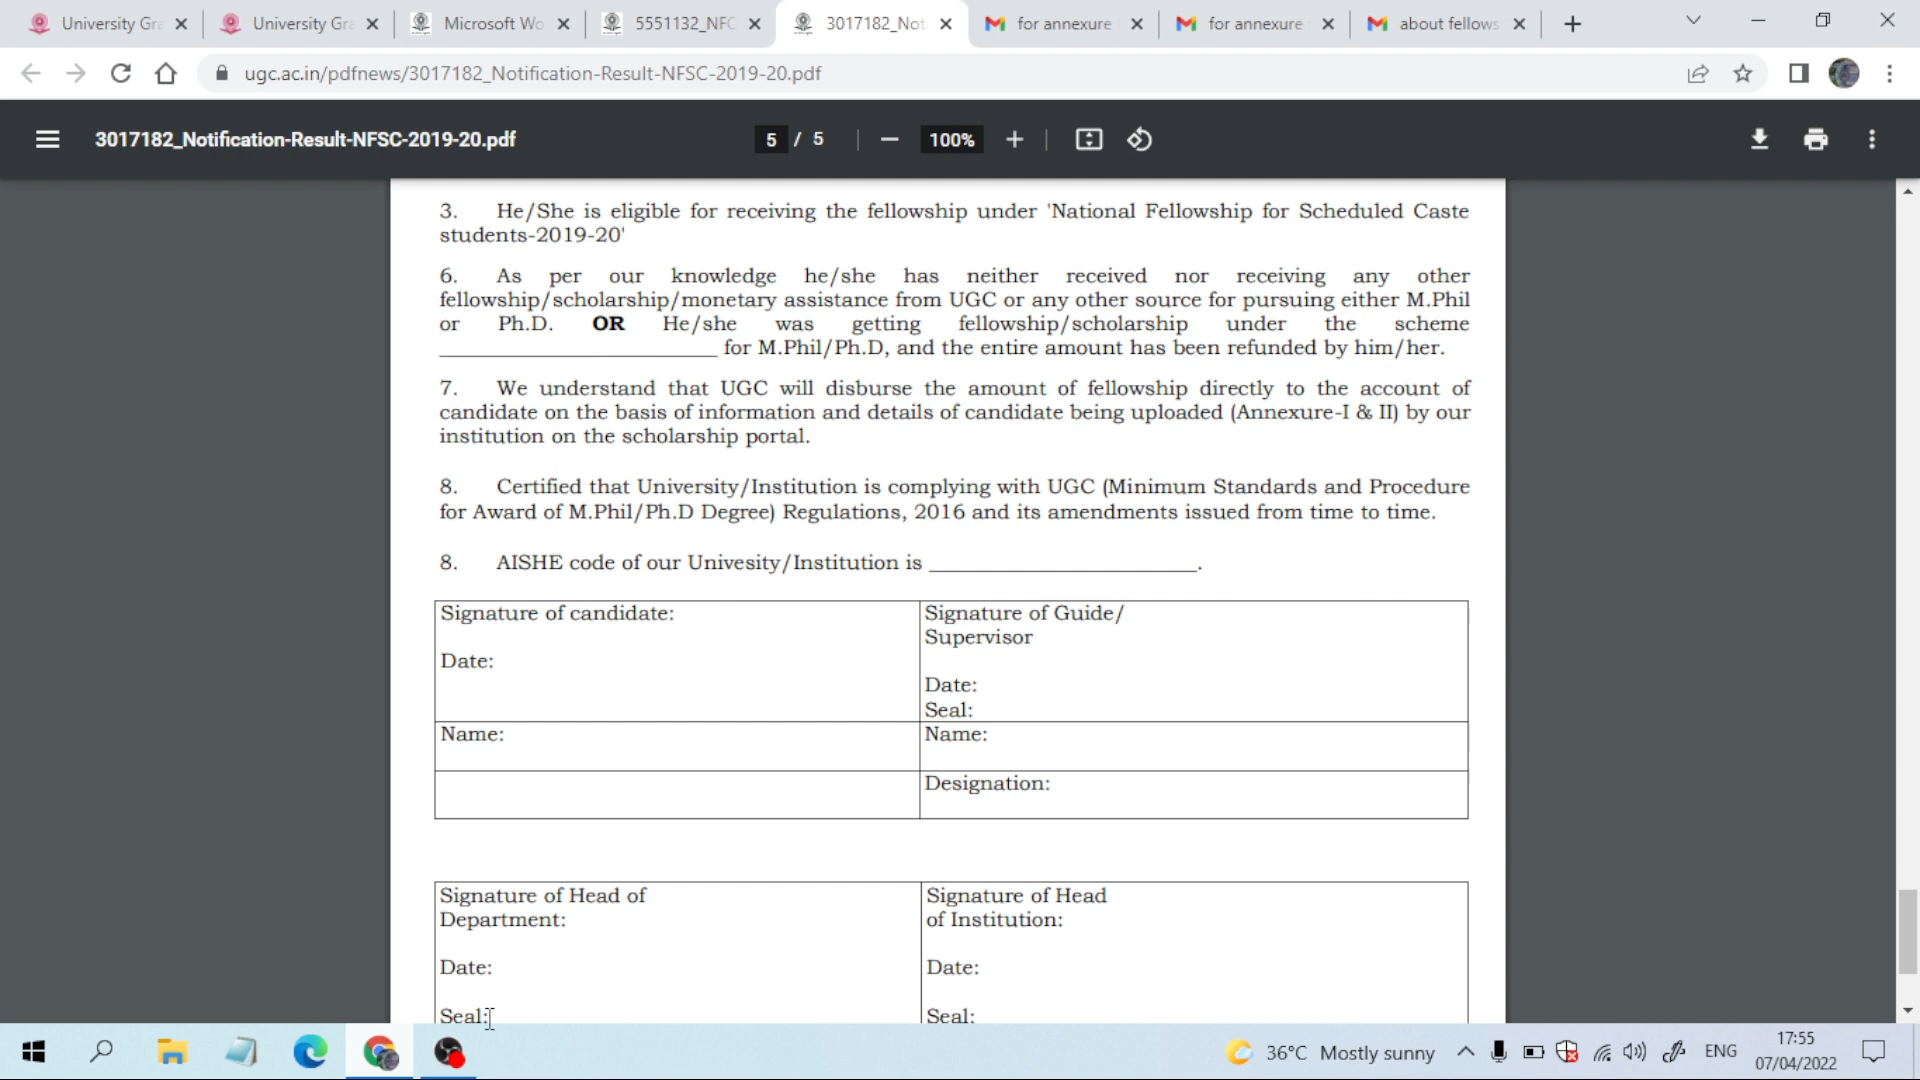 University Gra
University Gra
Microsoft Wo
5551132_NFC
3017182_Not
for annexure
for annexure
about fellows
ugc.ac.in/pdfnews/3017182_Notification-Result-NFSC-2019-20.pdf
3017182_Notification-Result-NFSC-2019-20.pdf
5 / 5
100%
3. He/She is eligible for receiving the fellowship under 'National Fellowship for Scheduled Caste
students-2019-20'
6. As per our knowledge he/she has neither received nor receiving any other
fellowship/scholarship/monetary assistance from UGC or any other source for pursuing either M.Phil
or Ph.D. OR He/she was getting fellowship/scholarship under the scheme
__________________________ for M.Phil/Ph.D, and the entire amount has been refunded by him/her.
7. We understand that UGC will disburse the amount of fellowship directly to the account of
candidate on the basis of information and details of candidate being uploaded (Annexure-I & II) by our
institution on the scholarship portal.
8. Certified that University/Institution is complying with UGC (Minimum Standards and Procedure
for Award of M.Phil/Ph.D Degree) Regulations, 2016 and its amendments issued from time to time.
8. AISHE code of our Univesity/Institution is _________________________.
Signature of candidate:
Date:
Signature of Guide/
Supervisor
Date:
Seal:
Name:
Name:
Designation:
Signature of Head of
Department:
Date:
Seal:
Signature of Head
of Institution:
Date:
Seal:
36°C Mostly sunny
ENG
17:55
07/04/2022